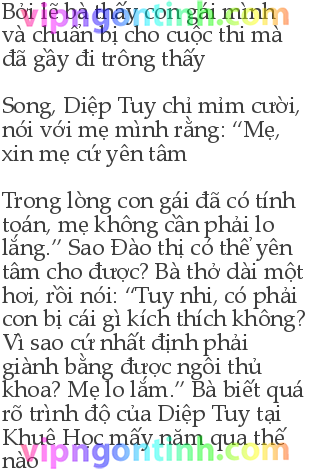 Bởi lẽ bà thấy con gái mình
và chuẩn bị cho cuộc thi mà
đã gầy đi trông thấy
Song, Diệp Tuy chỉ mỉm cười,
nói với mẹ mình rằng: “Mẹ,
xin mẹ cứ yên tâm
Trong lòng con gái đã có tính
toán, mẹ không cần phải lo
lắng.” Sao Đào thị có thể yên
tâm cho được? Bà thở dài một
hơi, rồi nói: “Tuy nhi, có phải
con bị cái gì kích thích không?
Vì sao cứ nhất định phải
giành bằng được ngôi thủ
khoa? Mẹ lo lắm.” Bà biết quá
rõ trình độ của Diệp Tuy tại
Khuê Học mấy năm qua thế
nào
vipngontinh.com
vipngontinh.com